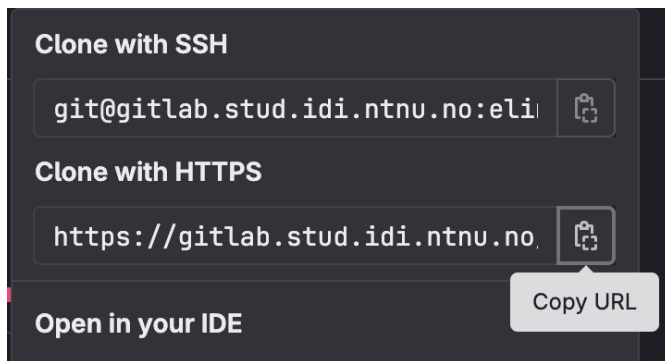 Clone with SSH
git@gitlab.stud.idi.ntnu.no:elin
Clone with HTTPS
https://gitlab.stud.idi.ntnu.no/
Copy URL
Open in your IDE